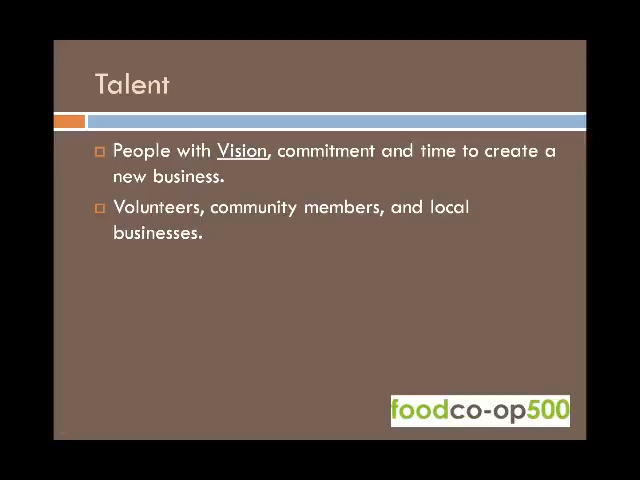 Talent
People with Vision, commitment and time to create a
new business.
Volunteers, community members, and local
businesses.
foodco-op500